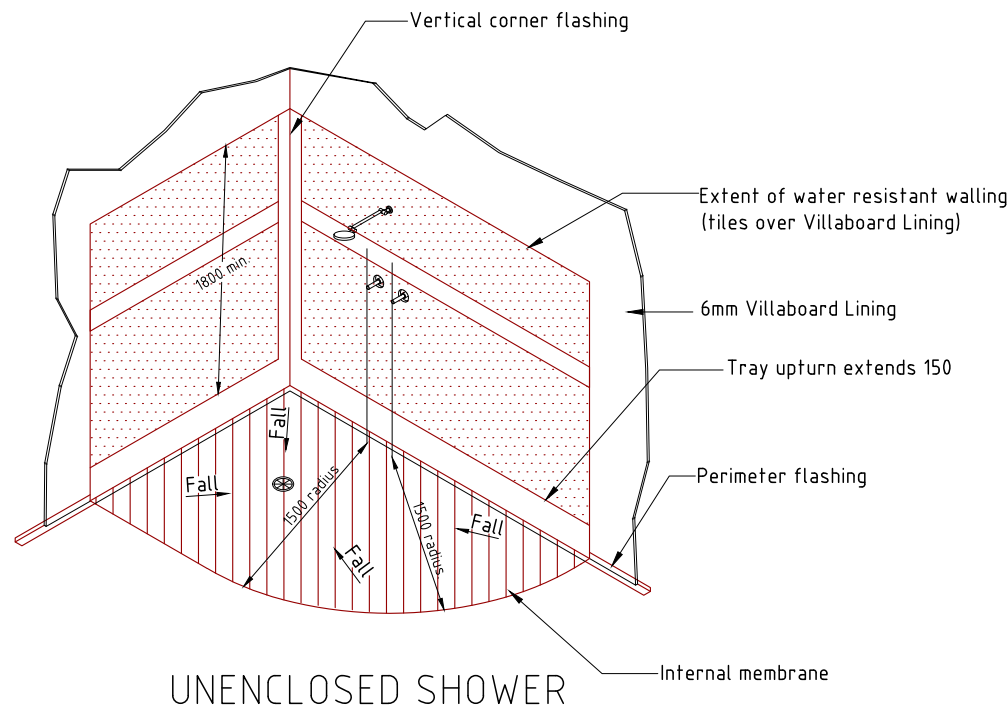 Vertical corner flashing
Extent of water resistant walling
(tiles over Villaboard Lining)
1800 min
6mm Villaboard Lining
Tray upturn extends 150
Fall
Fall
1500 radius
1500 radius
Fall
Fall
Perimeter flashing
Internal membrane
UNENCLOSED SHOWER